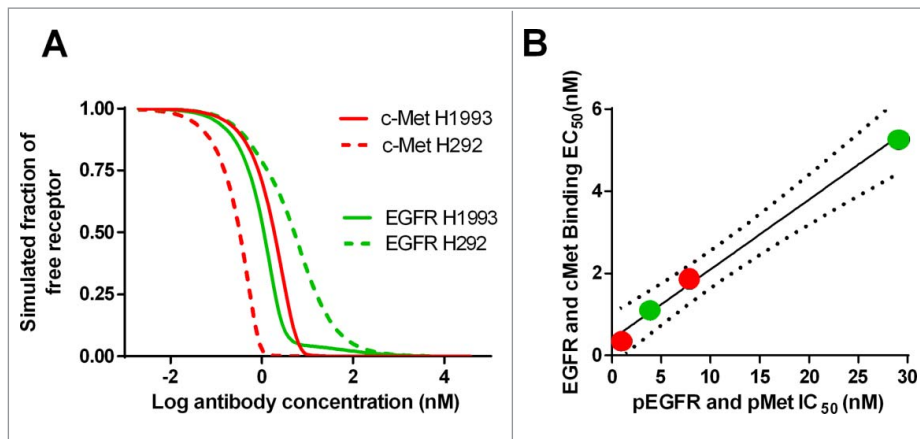 A
Simulated fraction of
free receptor
1.00
0.75
0.50
0.25
0.00
-2
0
2
4
Log antibody concentration (nM)
c-Met H1993
c-Met H292
EGFR H1993
EGFR H292
B
EGFR and cMet Binding EC50(nM)
6
4
2
0
0
5
10
15
20
25
30
pEGFR and pMet IC50 (nM)